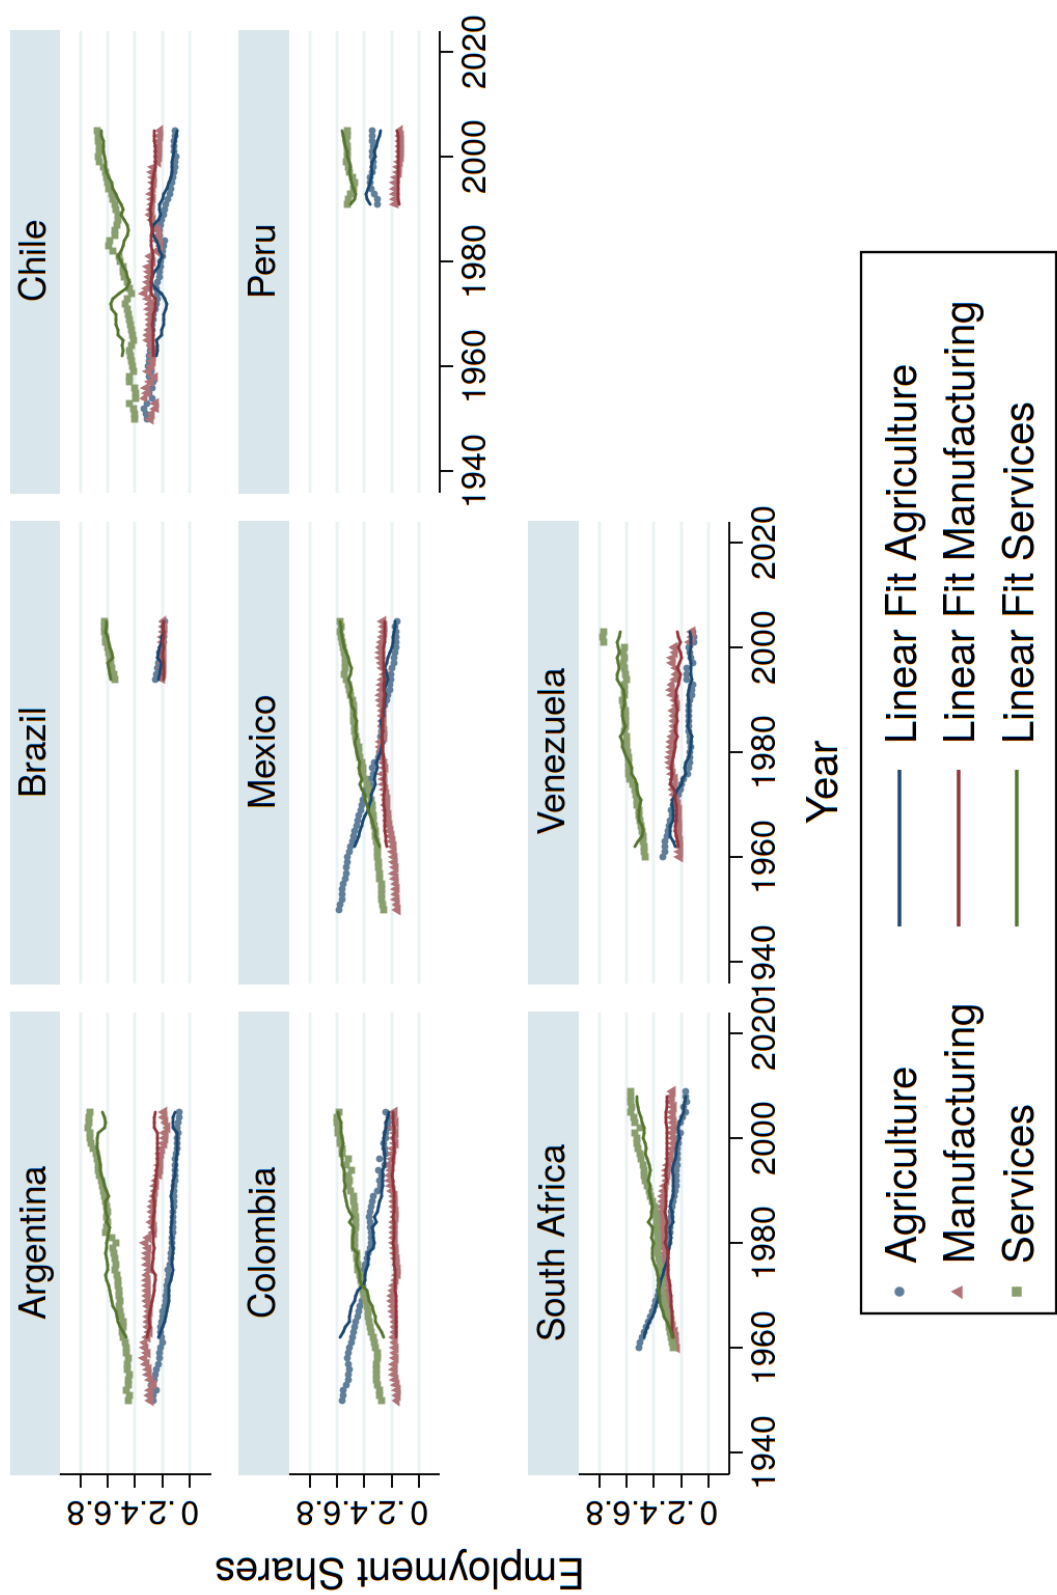 Argentina
Brazil
Chile
0 .2 .4 .6 .8
Colombia
Mexico
Peru
0 .2 .4 .6 .8
1940 1960 1980 2000 2020
South Africa
Venezuela
0 .2 .4 .6 .8
1940 1960 1980 2000 2020
1940 1960 1980 2000 2020
Employment Shares
Year
Agriculture
Linear Fit Agriculture
Manufacturing
Linear Fit Manufacturing
Services
Linear Fit Services